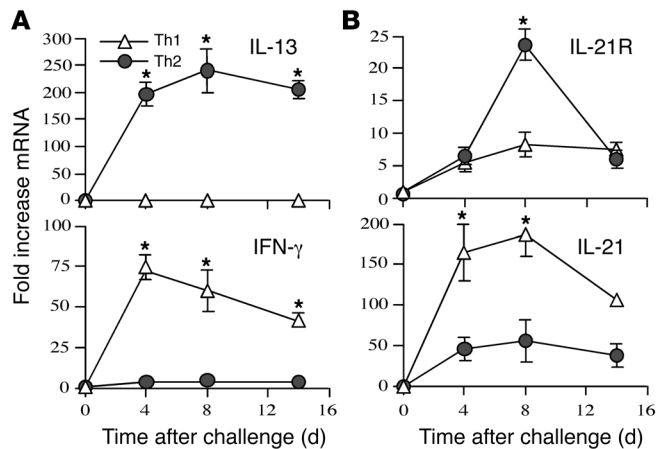 A
B
IL-13
Th1
Th2
300
250
200
150
100
50
0
*
*
*
IL-21R
25
20
15
10
5
0
*
Fold increase mRNA
IFN-γ
100
75
50
25
0
*
*
*
0 4 8 12 16
Time after challenge (d)
IL-21
200
150
100
50
0
*
*
0 4 8 12 16
Time after challenge (d)